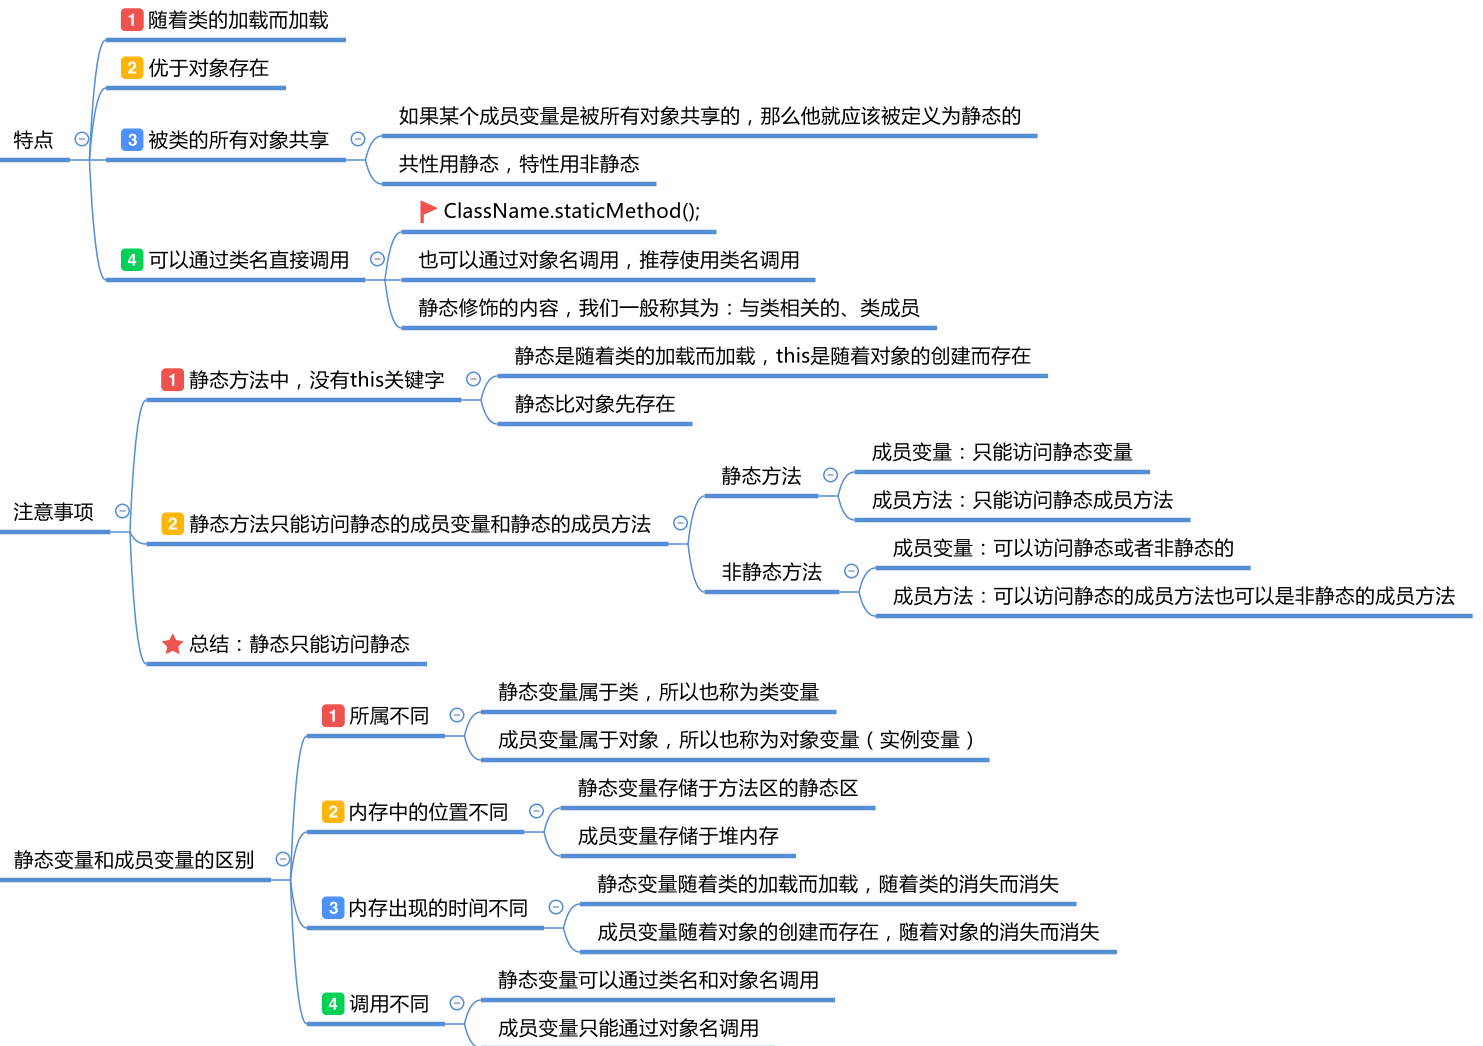 特点
1 随着类的加载而加载
2 优于对象存在
3 被类的所有对象共享
如果某个成员变量是被所有对象共享的，那么他就应该被定义为静态的
共性用静态，特性用非静态
4 可以通过类名直接调用
ClassName.staticMethod();
也可以通过对象名调用，推荐使用类名调用
静态修饰的内容，我们一般称其为：与类相关的、类成员
注意事项
1 静态方法中，没有this关键字
静态是随着类的加载而加载，this是随着对象的创建而存在
静态比对象先存在
2 静态方法只能访问静态的成员变量和静态的成员方法
静态方法
成员变量：只能访问静态变量
成员方法：只能访问静态成员方法
非静态方法
成员变量：可以访问静态或者非静态的
成员方法：可以访问静态的成员方法也可以是非静态的成员方法
总结：静态只能访问静态
静态变量和成员变量的区别
1 所属不同
静态变量属于类，所以也称为类变量
成员变量属于对象，所以也称为对象变量（实例变量）
2 内存中的位置不同
静态变量存储于方法区的静态区
成员变量存储于堆内存
3 内存出现的时间不同
静态变量随着类的加载而加载，随着类的消失而消失
成员变量随着对象的创建而存在，随着对象的消失而消失
4 调用不同
静态变量可以通过类名和对象名调用
成员变量只能通过对象名调用